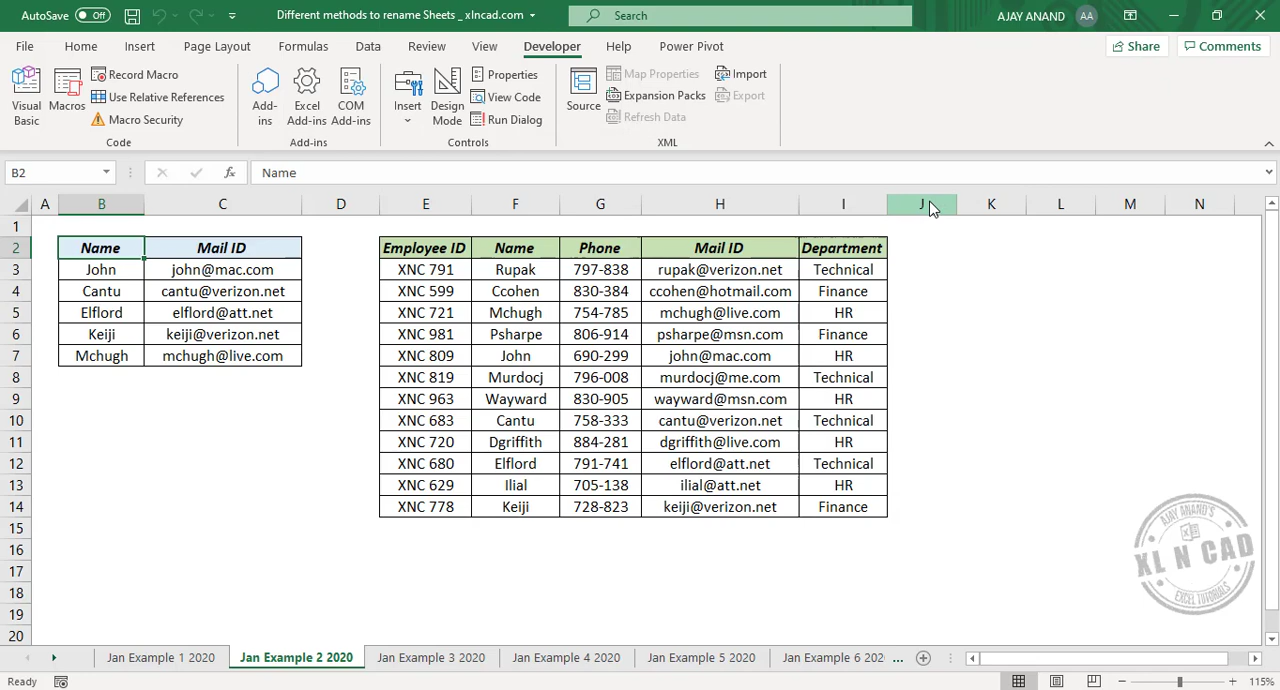 AutoSave Off Different methods to rename Sheets _ xlncad.com Search AJAY ANAND AA
File Home Insert Page Layout Formulas Data Review View Developer Help Power Pivot Share Comments
Visual Basic Macros Record Macro Use Relative References Macro Security
Add-ins Excel Add-ins COM Add-ins
Insert Design Mode Properties View Code Run Dialog
Source Map Properties Expansion Packs Refresh Data Import Export
Code Add-ins Controls XML
B2 fx Name
A B C D E F G H I J K L M N
1
2 Name Mail ID Employee ID Name Phone Mail ID Department
3 John john@mac.com XNC 791 Rupak 797-838 rupak@verizon.net Technical
4 Cantu cantu@verizon.net XNC 599 Ccohen 830-384 ccohen@hotmail.com Finance
5 Elflord elflord@att.net XNC 721 Mchugh 754-785 mchugh@live.com HR
6 Keiji keiji@verizon.net XNC 981 Psharpe 806-914 psharpe@msn.com Finance
7 Mchugh mchugh@live.com XNC 809 John 690-299 john@mac.com HR
8 XNC 819 Murdocj 796-008 murdocj@me.com Technical
9 XNC 963 Wayward 830-905 wayward@msn.com HR
10 XNC 683 Cantu 758-333 cantu@verizon.net Technical
11 XNC 720 Dgriffith 884-281 dgriffith@live.com HR
12 XNC 680 Elflord 791-741 elflord@att.net Technical
13 XNC 629 Ilial 705-138 ilial@att.net HR
14 XNC 778 Keiji 728-823 keiji@verizon.net Finance
15
16
17
18
19
20
AJAY ANAND'S
XL N CAD
EXCEL TUTORIALS
Jan Example 1 2020 Jan Example 2 2020 Jan Example 3 2020 Jan Example 4 2020 Jan Example 5 2020 Jan Example 6 202 ...
Ready 115%